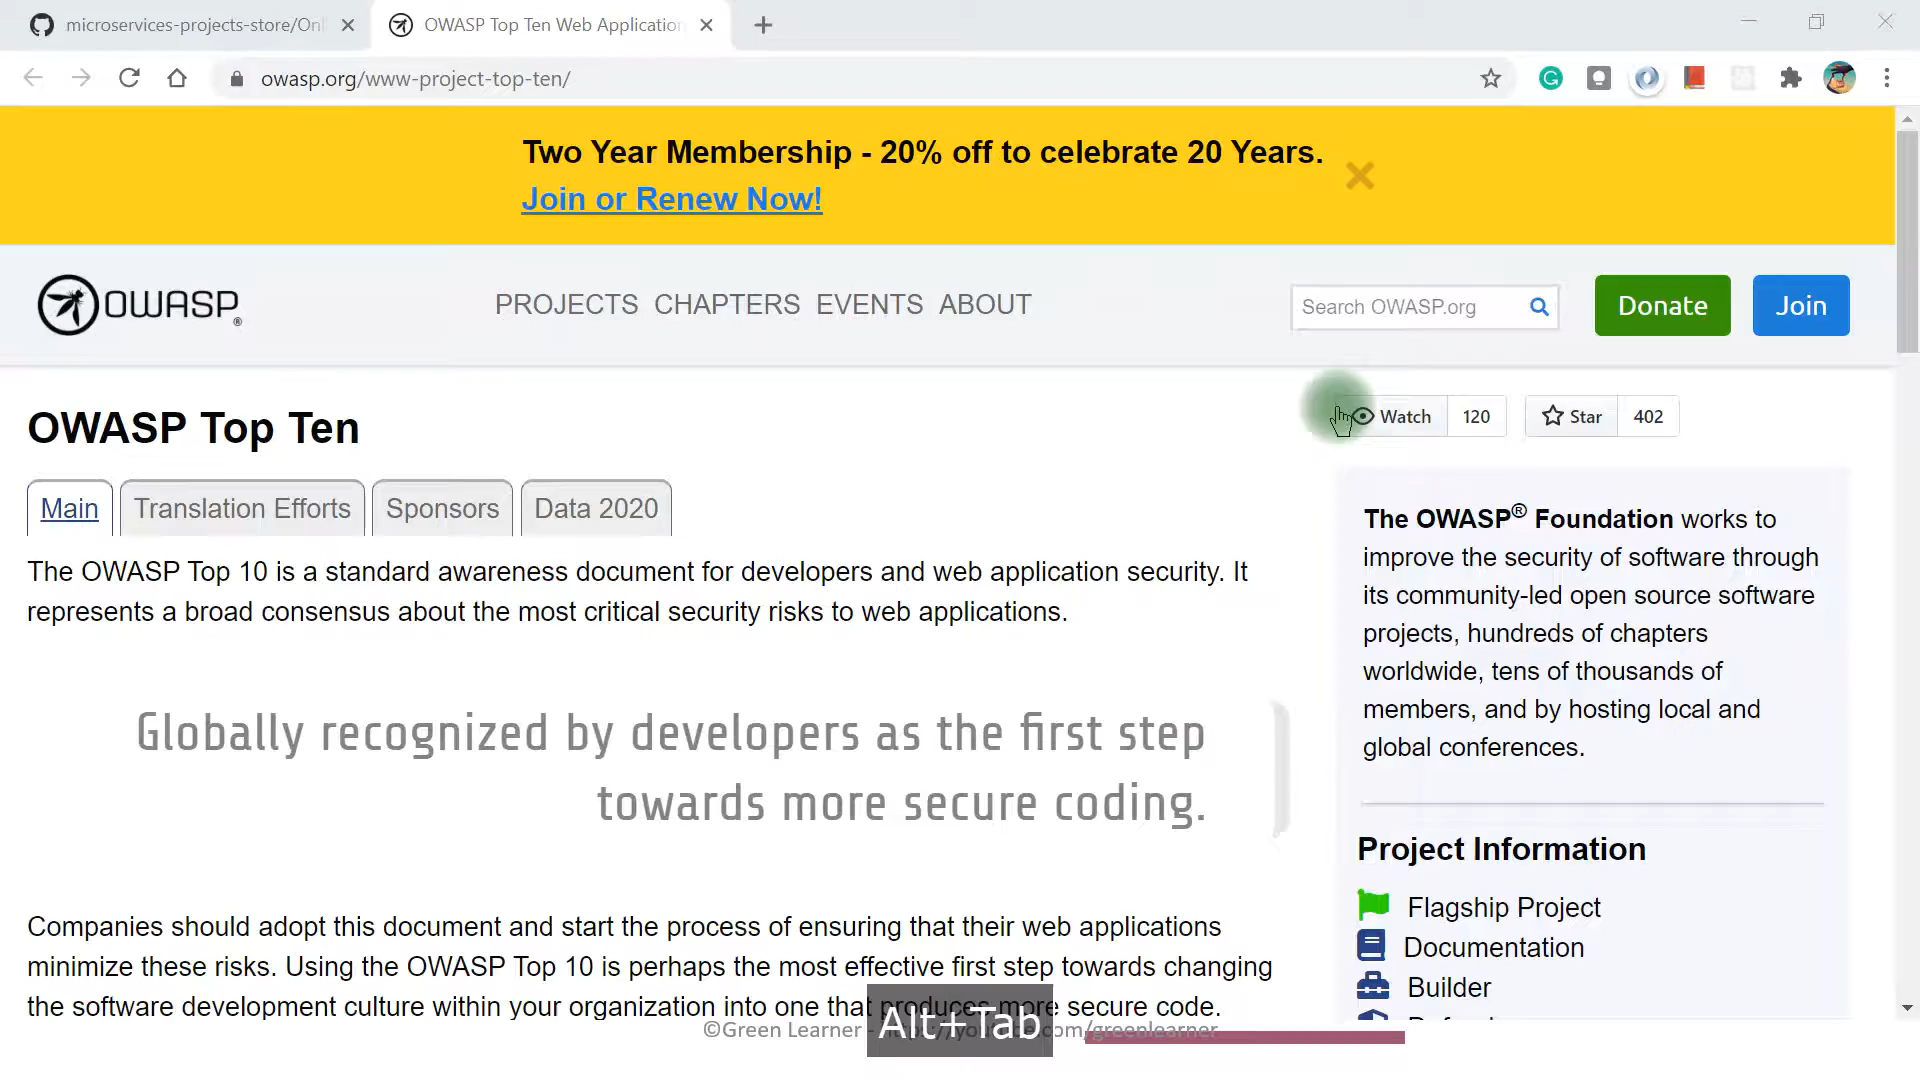 microservices-projects-store/Onl
OWASP Top Ten Web Application
owasp.org/www-project-top-ten/
Two Year Membership - 20% off to celebrate 20 Years.
Join or Renew Now!
OWASP®
PROJECTS CHAPTERS EVENTS ABOUT
Search OWASP.org
Donate
Join
OWASP Top Ten
Watch 120
Star 402
Main
Translation Efforts
Sponsors
Data 2020
The OWASP Top 10 is a standard awareness document for developers and web application security. It
represents a broad consensus about the most critical security risks to web applications.
Globally recognized by developers as the first step
towards more secure coding.
Companies should adopt this document and start the process of ensuring that their web applications
minimize these risks. Using the OWASP Top 10 is perhaps the most effective first step towards changing
the software development culture within your organization into one that produces more secure code.
The OWASP® Foundation works to
improve the security of software through
its community-led open source software
projects, hundreds of chapters
worldwide, tens of thousands of
members, and by hosting local and
global conferences.
Project Information
Flagship Project
Documentation
Builder
©Green Learner - https://youtube.com/greenlearner
Alt+Tab